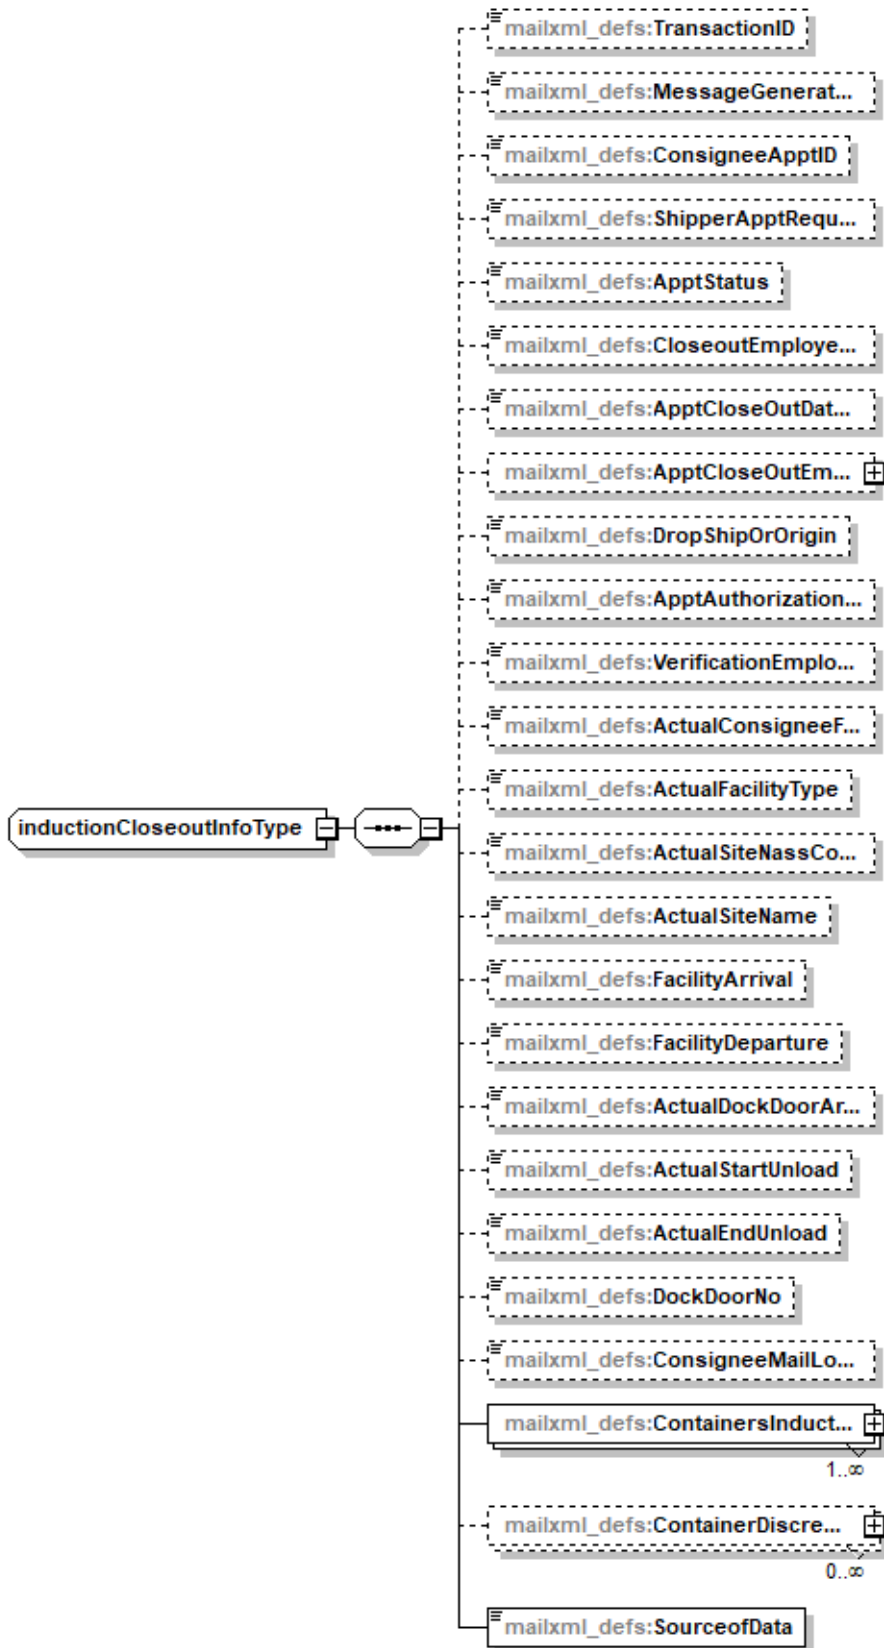 mailxml_defs:TransactionID
mailxml_defs:MessageGenerat...
mailxml_defs:ConsigneeApptID
mailxml_defs:ShipperApptRequ...
mailxml_defs:ApptStatus
mailxml_defs:CloseoutEmploye...
mailxml_defs:ApptCloseOutDat...
mailxml_defs:ApptCloseOutEm...
mailxml_defs:DropShipOrOrigin
mailxml_defs:ApptAuthorization...
mailxml_defs:VerificationEmplo...
mailxml_defs:ActualConsigneeF...
mailxml_defs:ActualFacilityType
inductionCloseoutInfoType
mailxml_defs:ActualSiteNassCo...
mailxml_defs:ActualSiteName
mailxml_defs:FacilityArrival
mailxml_defs:FacilityDeparture
mailxml_defs:ActualDockDoorAr...
mailxml_defs:ActualStartUnload
mailxml_defs:ActualEndUnload
mailxml_defs:DockDoorNo
mailxml_defs:ConsigneeMailLo...
mailxml_defs:ContainersInduct...
1..∞
mailxml_defs:ContainerDiscre...
0..∞
mailxml_defs:SourceofData